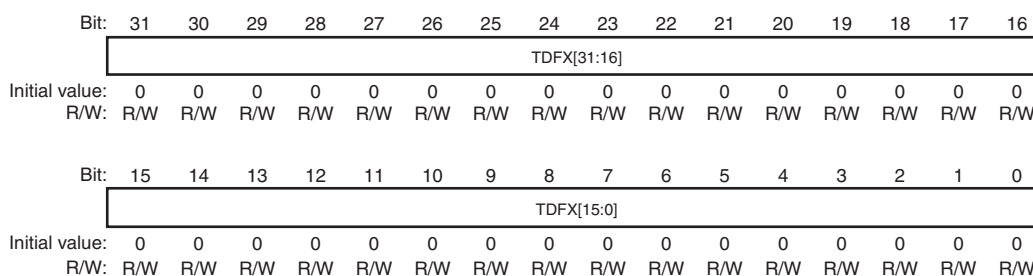 Bit: 31 30 29 28 27 26 25 24 23 22 21 20 19 18 17 16
TDFX[31:16]
Initial value: 0 0 0 0 0 0 0 0 0 0 0 0 0 0 0 0
R/W: R/W R/W R/W R/W R/W R/W R/W R/W R/W R/W R/W R/W R/W R/W R/W R/W
Bit: 15 14 13 12 11 10 9 8 7 6 5 4 3 2 1 0
TDFX[15:0]
Initial value: 0 0 0 0 0 0 0 0 0 0 0 0 0 0 0 0
R/W: R/W R/W R/W R/W R/W R/W R/W R/W R/W R/W R/W R/W R/W R/W R/W R/W